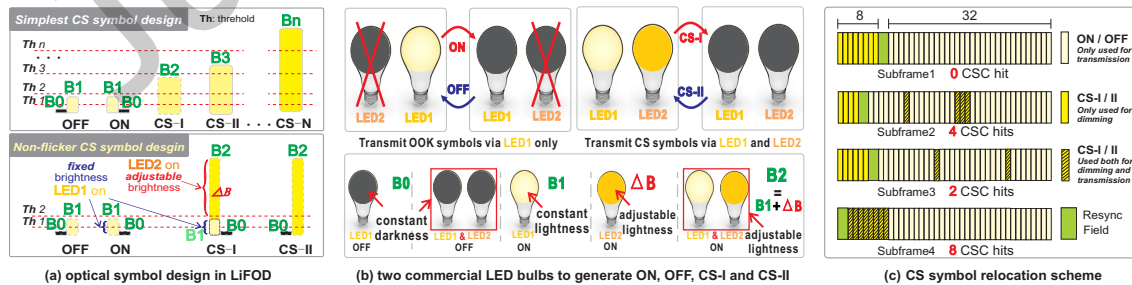 Simplest CS symbol design
Th: threhold
Bn
Th n
. . .
Th 3
Th 2
Th 1
B0
B1
B1
B0
B2
B3
OFF
ON
CS-I
CS-II
. . .
CS-N
Non-flicker CS symbol desgin
fixed
brightness
LED1 on
LED2 on
adjustable
brightness
B2
B2
ΔB
Th 2
Th 1
B1
B1
B0
B0
B1
B0
B0
OFF
ON
CS-I
CS-II
(a) optical symbol design in LiFOD
ON
OFF
LED2
LED1
LED1
LED2
Transmit OOK symbols via LED1 only
CS-I
CS-II
LED1
LED2
LED1
LED2
Transmit CS symbols via LED1 and LED2
B0
constant
darkness
LED1
OFF
LED1 & LED2
OFF
B1
constant
lightness
LED1
ON
ΔB
adjustable
lightness
LED2
ON
B2
=
B1+ΔB
adjustable
lightness
LED1 & LED2
ON
(b) two commercial LED bulbs to generate ON, OFF, CS-I and CS-II
8
32
Subframe1
0 CSC hit
Subframe2
4 CSC hits
Subframe3
2 CSC hits
Subframe4
8 CSC hits
ON / OFF
Only used for
transmission
CS-I / II
Only used for
dimming
CS-I / II
Used both for
dimming and
transmission
Resync
Field
(c) CS symbol relocation scheme